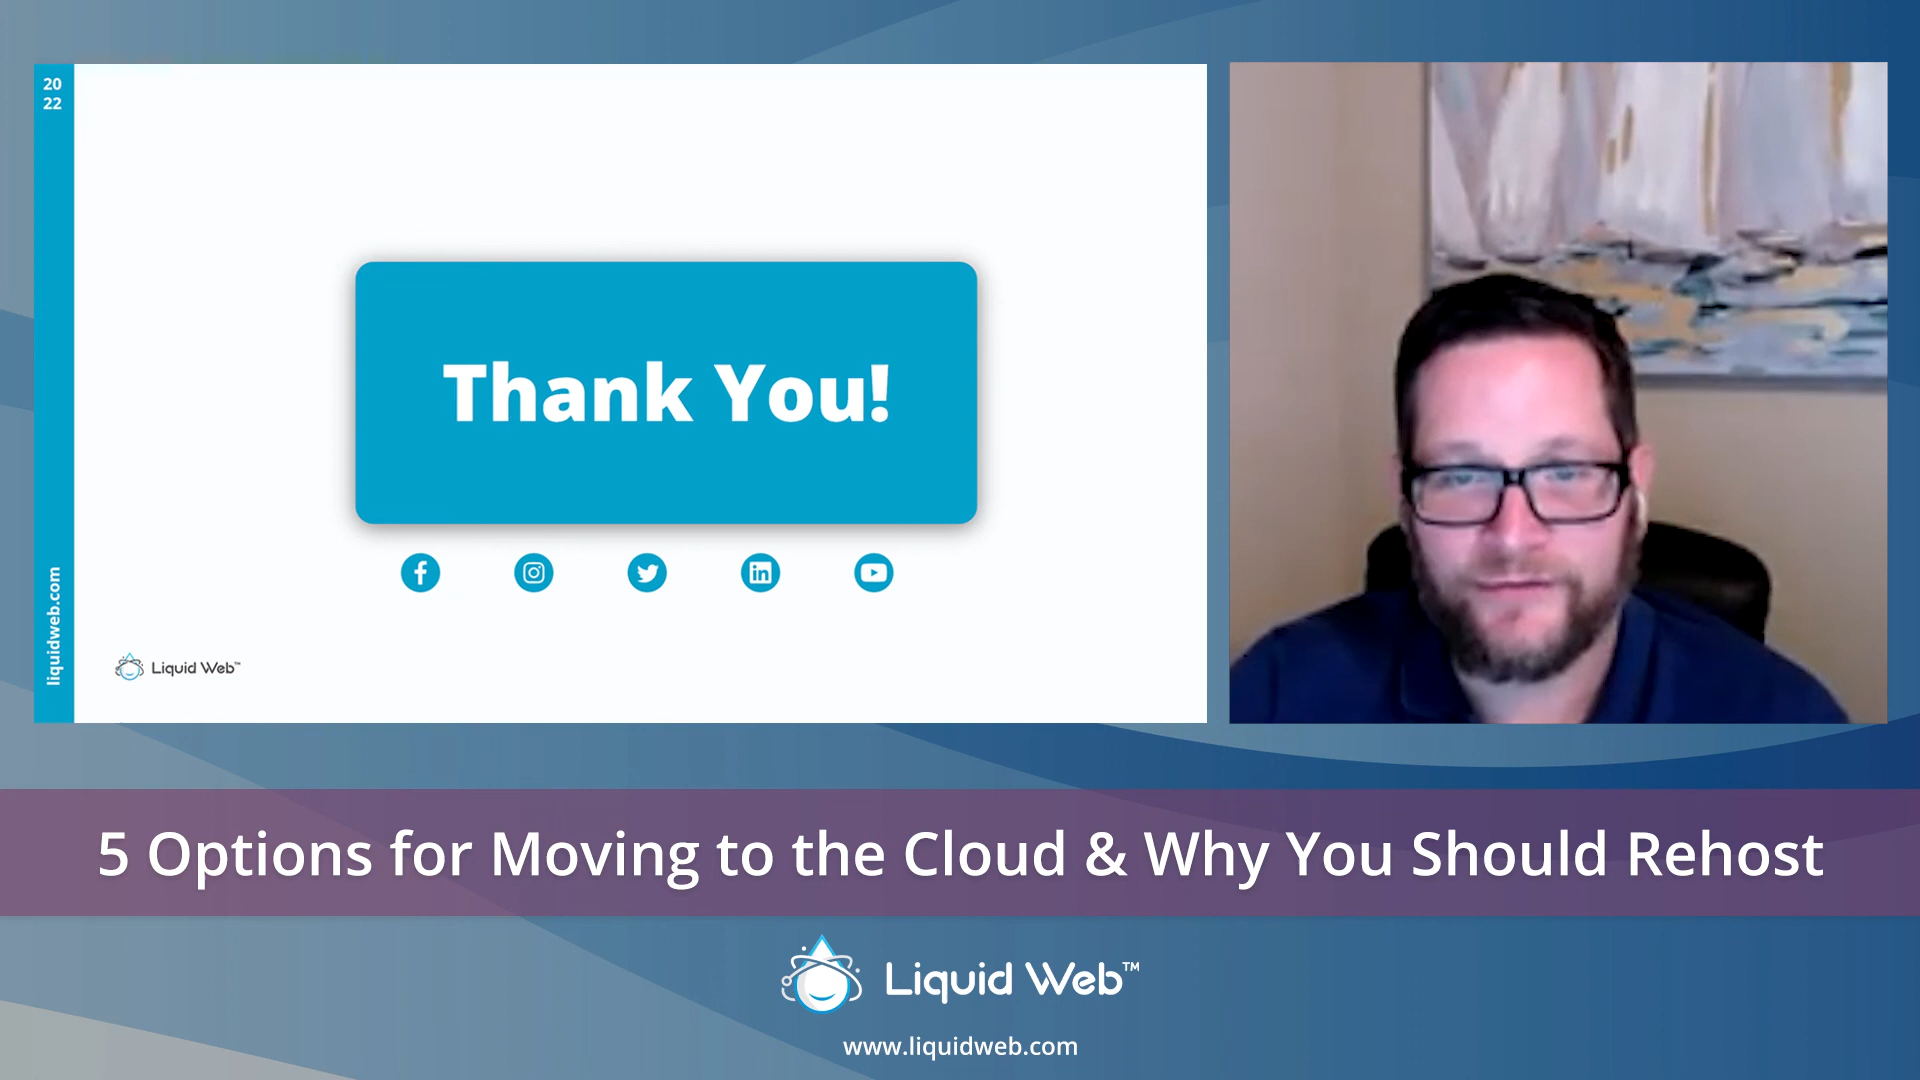 20
22
Thank You!
liquidweb.com
Liquid Web™
5 Options for Moving to the Cloud & Why You Should Rehost
Liquid Web™
www.liquidweb.com